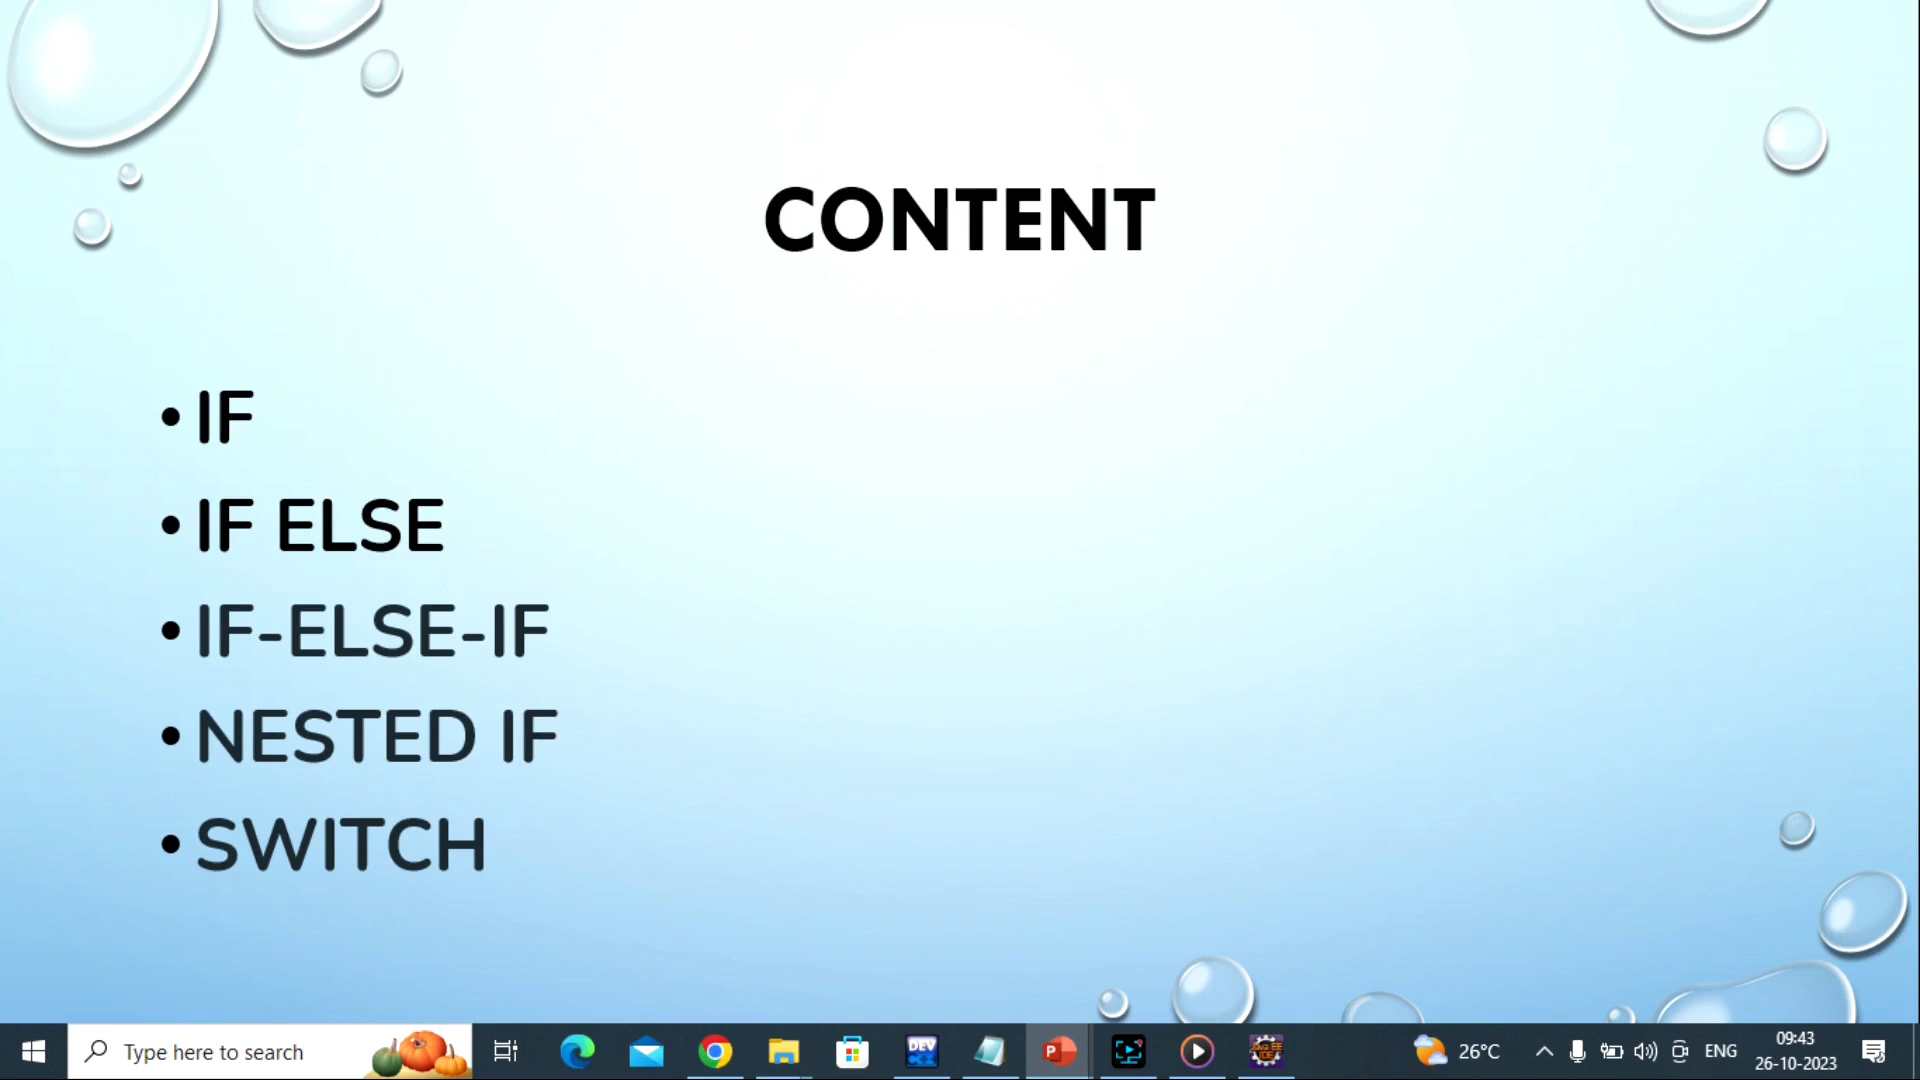 CONTENT
• IF
• IF ELSE
• IF-ELSE-IF
• NESTED IF
• SWITCH
Type here to search
DEV
26°C
ENG
09:43
26-10-2023